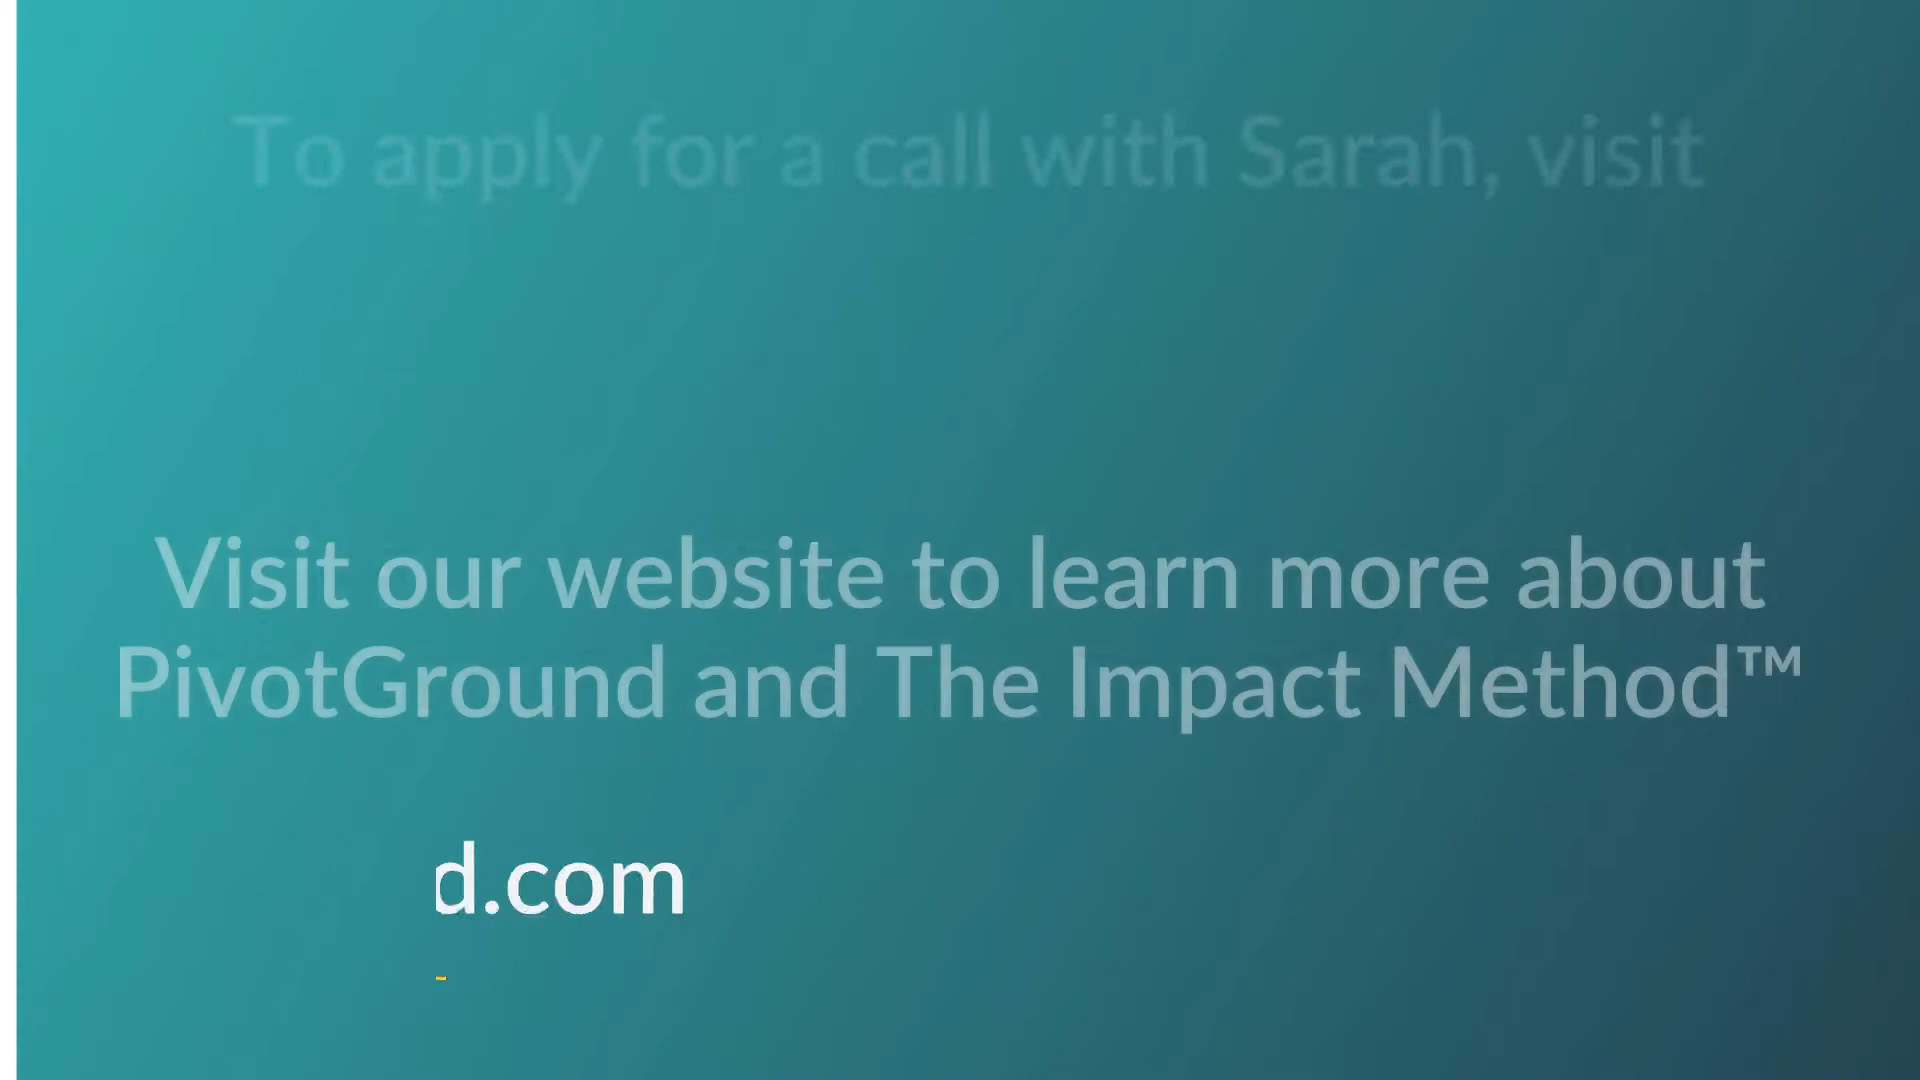 To apply for a call with Sarah, visit
Visit our website to learn more about
PivotGround and The Impact Method™
d.com